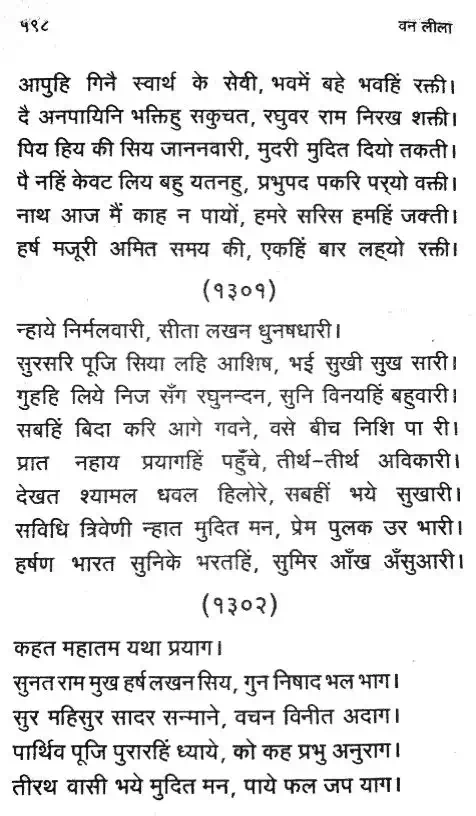 ५९८
वन लीला
आपुहि गिनै स्वार्थ के सेवी, भवमें बहे भवहिं रक्ती।
दै अनपायिनि भक्तिहु सकुचत, रघुवर राम निरख शक्ती।
पिय हिय की सिय जाननवारी, मुदरी मुदित दियो तकती।
पै नहिं केवट लिय बहु यतनहु, प्रभुपद पकरि पर्‌यो वक्ती।
नाथ आज मैं काह न पायों, हमरे सरिस हमहिं जक्ती।
हर्ष मजूरी अमित समय की, एकहिं बार लह्‌यो रक्ती।
(१३०१)
न्हाये निर्मलवारी, सीता लखन धुनषधारी।
सुरसरि पूजि सिया लहि आशिष, भई सुखी सुख सारी।
गुहहि लिये निज सँग रघुनन्दन, सुनि विनयहिं बहुवारी।
सबहिं बिदा करि आगे गवने, वसे बीच निशि पा री।
प्रात नहाय प्रयागहिं पहुँचे, तीर्थ-तीर्थ अविकारी।
देखत श्यामल धवल हिलोरे, सबहीं भये सुखारी।
सविधि त्रिवेणी न्हात मुदित मन, प्रेम पुलक उर भारी।
हर्षण भारत सुनिके भरतहिं, सुमिर आँख अँसुआरी।
(१३०२)
कहत महातम यथा प्रयाग।
सुनत राम मुख हर्ष लखन सिय, गुन निषाद भल भाग।
सुर महिसुर सादर सन्माने, वचन विनीत अदाग।
पार्थिव पूजि पुरारहिं ध्याये, को कह प्रभु अनुराग।
तीरथ वासी भये मुदित मन, पाये फल जप याग।